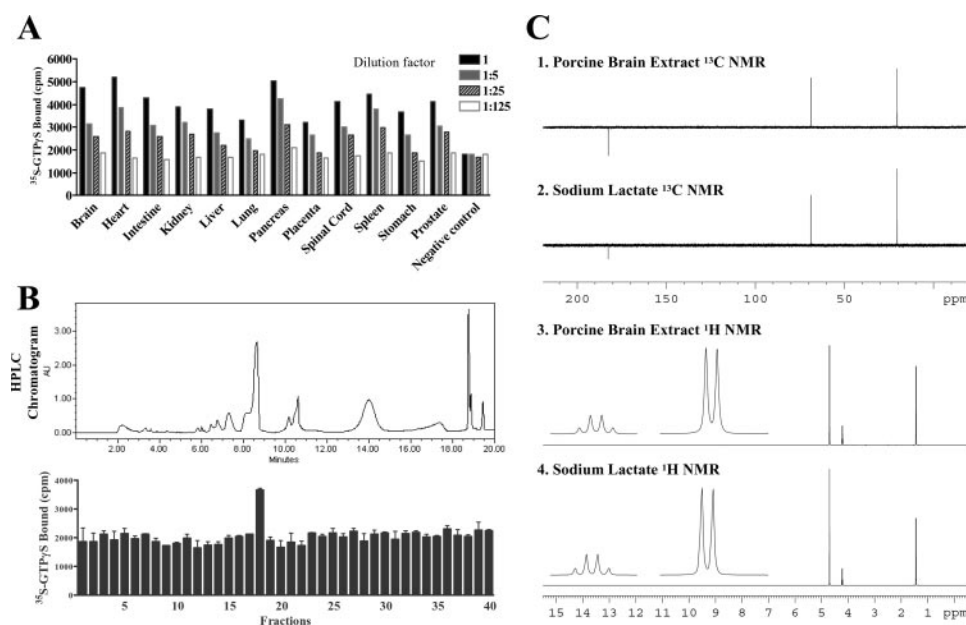 A
6000
5000
4000
3000
2000
1000
0
³⁵S-GTPγS Bound (cpm)
Dilution factor
1
1:5
1:25
1:125
Brain
Heart
Intestine
Kidney
Liver
Lung
Pancreas
Placenta
Spinal Cord
Spleen
Stomach
Prostate
Negative control
B
HPLC
Chromatogram
AU
3.00
2.00
1.00
0.00
2.00 4.00 6.00 8.00 10.00 12.00 14.00 16.00 18.00 20.00
Minutes
³⁵S-GTPγS Bound (cpm)
4000
3000
2000
1000
0
5 10 15 20 25 30 35 40
Fractions
C
1. Porcine Brain Extract ¹³C NMR
2. Sodium Lactate ¹³C NMR
200 150 100 50 ppm
3. Porcine Brain Extract ¹H NMR
4. Sodium Lactate ¹H NMR
15 14 13 12 11 10 9 8 7 6 5 4 3 2 1 ppm